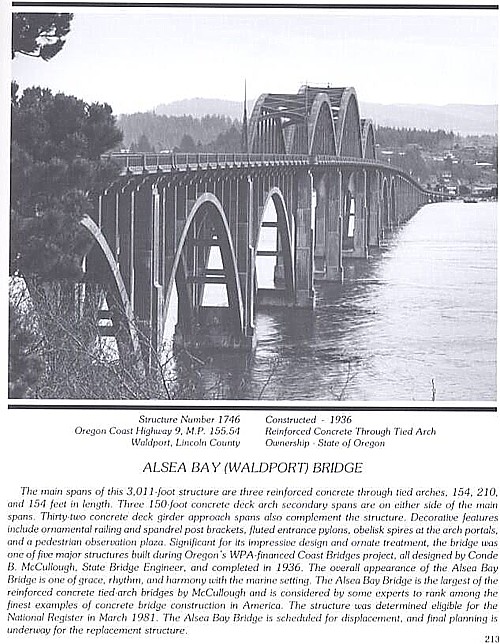 Structure Number 1746
Oregon Coast Highway 9, M.P. 155.54
Waldport, Lincoln County
Constructed - 1936
Reinforced Concrete Through Tied Arch
Ownership - State of Oregon
ALSEA BAY (WALDPORT) BRIDGE
The main spans of this 3,011-foot structure are three reinforced concrete through tied arches, 154, 210,
and 154 feet in length. Three 150-foot concrete deck arch secondary spans are on either side of the main
spans. Thirty-two concrete deck girder approach spans also complement the structure. Decorative features
include ornamental railing and spandrel post brackets, fluted entrance pylons, obelisk spires at the arch portals,
and a pedestrian observation plaza. Significant for its impressive design and ornate treatment, the bridge was
one of five major structures built during Oregon's WPA-financed Coast Bridges project, all designed by Conde
B. McCullough, State Bridge Engineer, and completed in 1936. The overall appearance of the Alsea Bay
Bridge is one of grace, rhythm, and harmony with the marine setting. The Alsea Bay Bridge is the largest of the
reinforced concrete tied-arch bridges by McCullough and is considered by some experts to rank among the
finest examples of concrete bridge construction in America. The structure was determined eligible for the
National Register in March 1981. The Alsea Bay Bridge is scheduled for displacement, and final planning is
underway for the replacement structure.
213